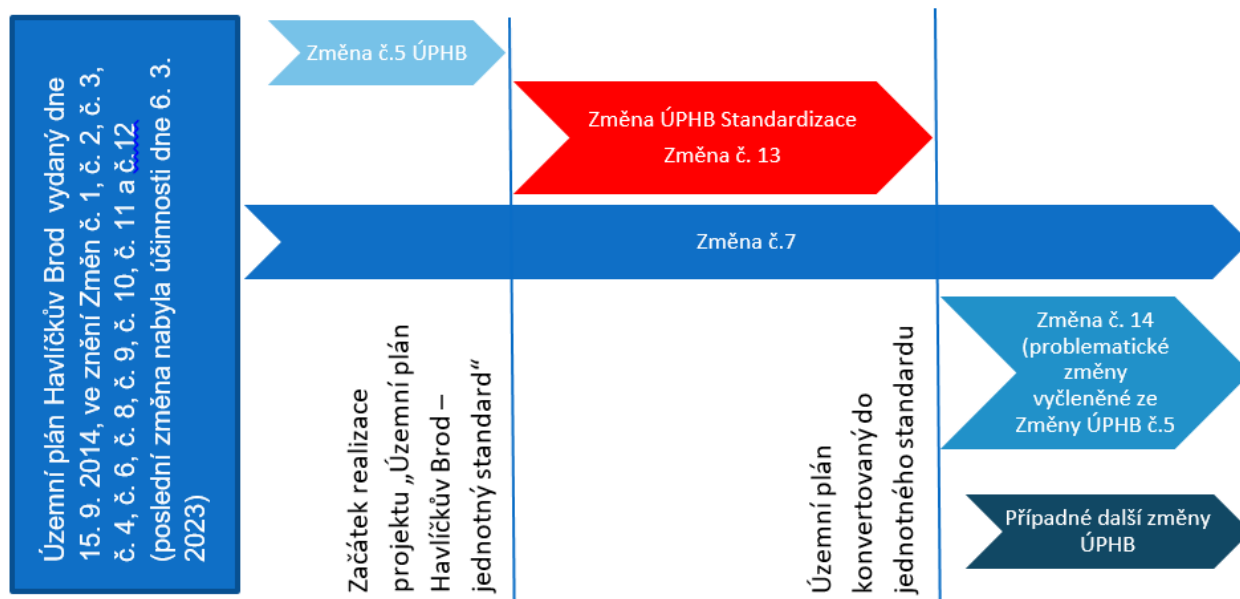 Územní plán Havlíčkův Brod vydaný dne
15. 9. 2014, ve znění Změn č. 1, č. 2, č. 3,
č. 4, č. 6, č. 8, č. 9, č. 10, č. 11 a č.12
(poslední změna nabyla účinnosti dne 6. 3.
2023)
Změna č.5 ÚPHB
Změna ÚPHB Standardizace
Změna č. 13
Změna č.7
Začátek realizace
projektu „Územní plán
Havlíčkův Brod –
jednotný standard“
Územní plán
konvertovaný do
jednotného standardu
Změna č. 14
(problematické
změny
vyčleněné ze
Změny ÚPHB č.5
Případné další změny
ÚPHB